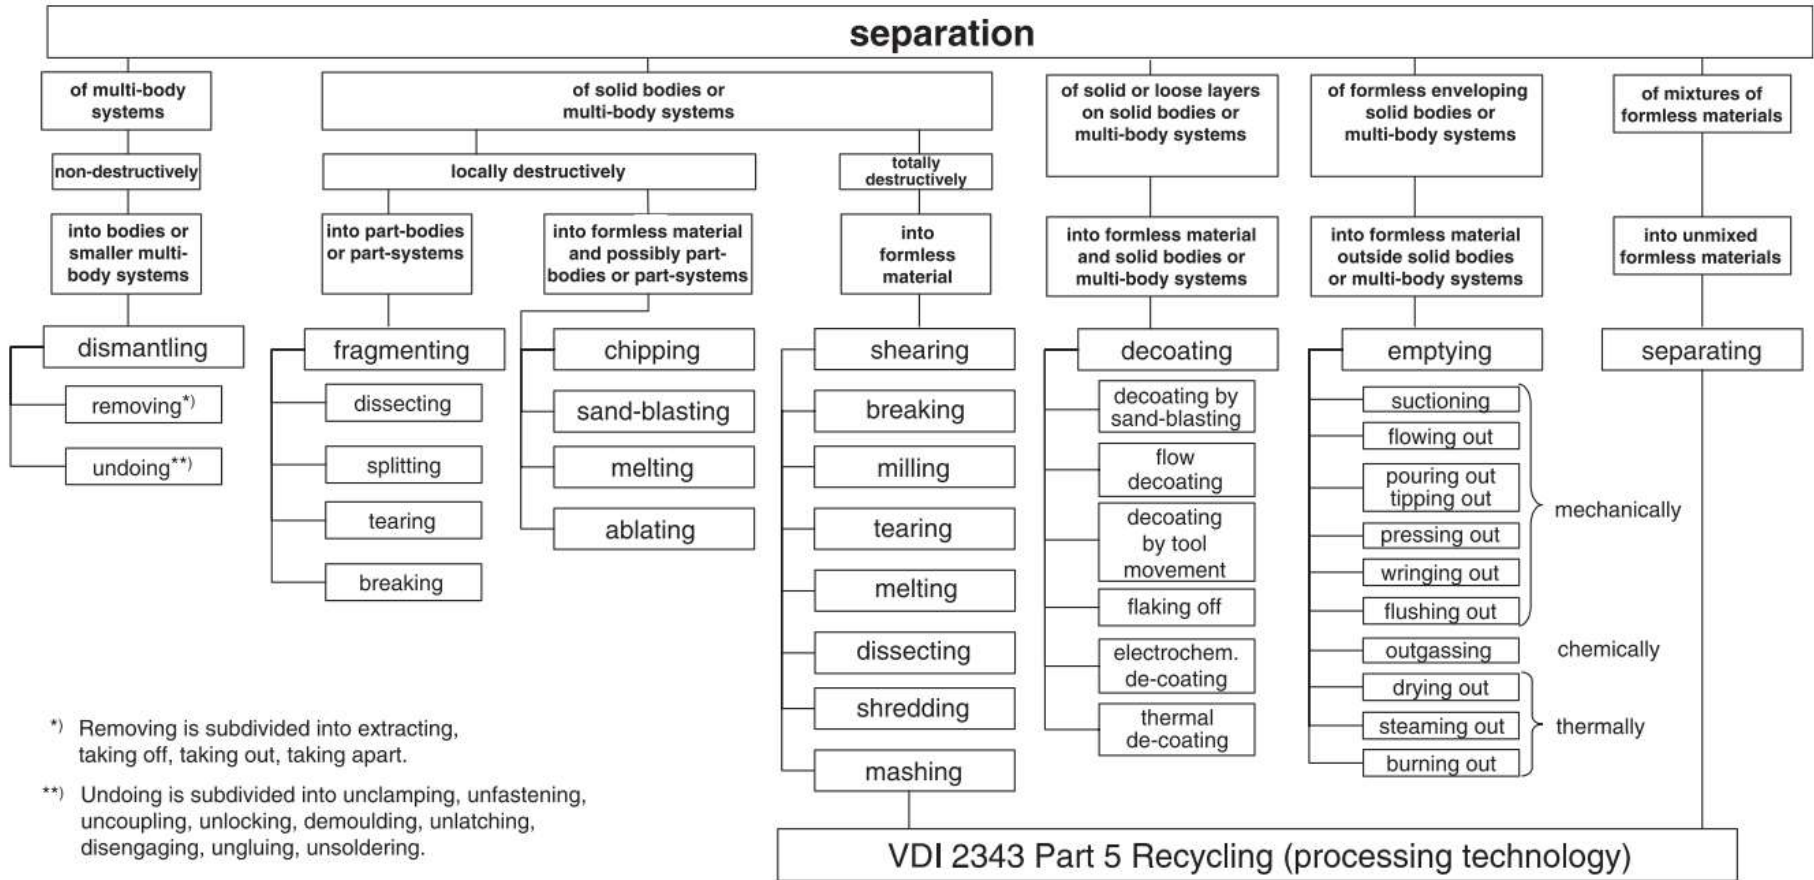 separation
of multi-body
systems
of solid bodies or
multi-body systems
of solid or loose layers
on solid bodies or
multi-body systems
of formless enveloping
solid bodies or
multi-body systems
of mixtures of
formless materials
non-destructively
locally destructively
totally
destructively
into bodies or
smaller multi-
body systems
into part-bodies
or part-systems
into formless material
and possibly part-
bodies or part-systems
into
formless
material
into formless material
and solid bodies or
multi-body systems
into formless material
outside solid bodies
or multi-body systems
into unmixed
formless materials
dismantling
removing*)
undoing**)
fragmenting
dissecting
splitting
tearing
breaking
chipping
sand-blasting
melting
ablating
shearing
breaking
milling
tearing
melting
dissecting
shredding
mashing
decoating
decoating by
sand-blasting
flow
decoating
decoating
by tool
movement
flaking off
electrochem.
de-coating
thermal
de-coating
emptying
suctioning
flowing out
pouring out
tipping out
pressing out
wringing out
flushing out
mechanically
outgassing
chemically
drying out
steaming out
burning out
thermally
separating
*) Removing is subdivided into extracting,
taking off, taking out, taking apart.
**) Undoing is subdivided into unclamping, unfastening,
uncoupling, unlocking, demoulding, unlatching,
disengaging, ungluing, unsoldering.
VDI 2343 Part 5 Recycling (processing technology)